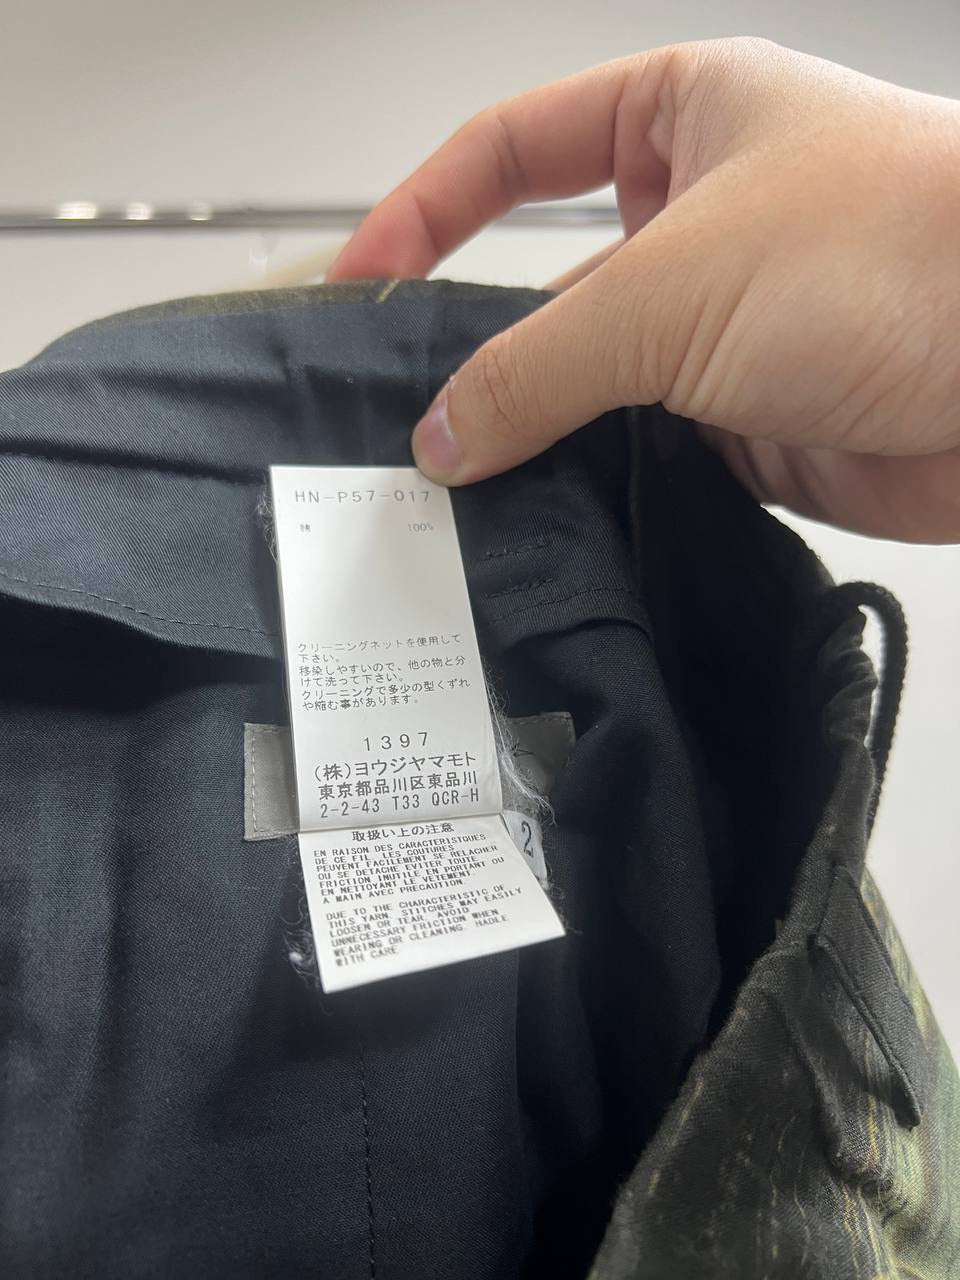 HN-P57-017
綿 100%
クリーニングネットを使用して
下さい。
移染しやすいので、他の物と分
けて洗って下さい。
クリーニングで多少の型くずれ
や縮む事があります。
1397
(株)ヨウジヤマモト
東京都品川区東品川
2-2-43 T33 QCR-H
取扱い上の注意
EN RAISON DES CARACTERISTQUES
DE CE FIL, LES COUTURES
PEUVENT FACILEMENT SE RELACHER
OU SE DETACHE EVITER TOUTE
FRICTION INUTILE EN PORTANT OU
EN NETTOYANT LE VETEMENT.
A MAIN AVEC PRECAUTION.
DUE TO THE CHARACTERISTIC OF
THIS YARN, STITCHES MAY EASILY
LOOSEN OR TEAR. AVOID
UNNECESSARY FRICTION WHEN
WEARING OR CLEANING. HADLE
WITH CARE
2